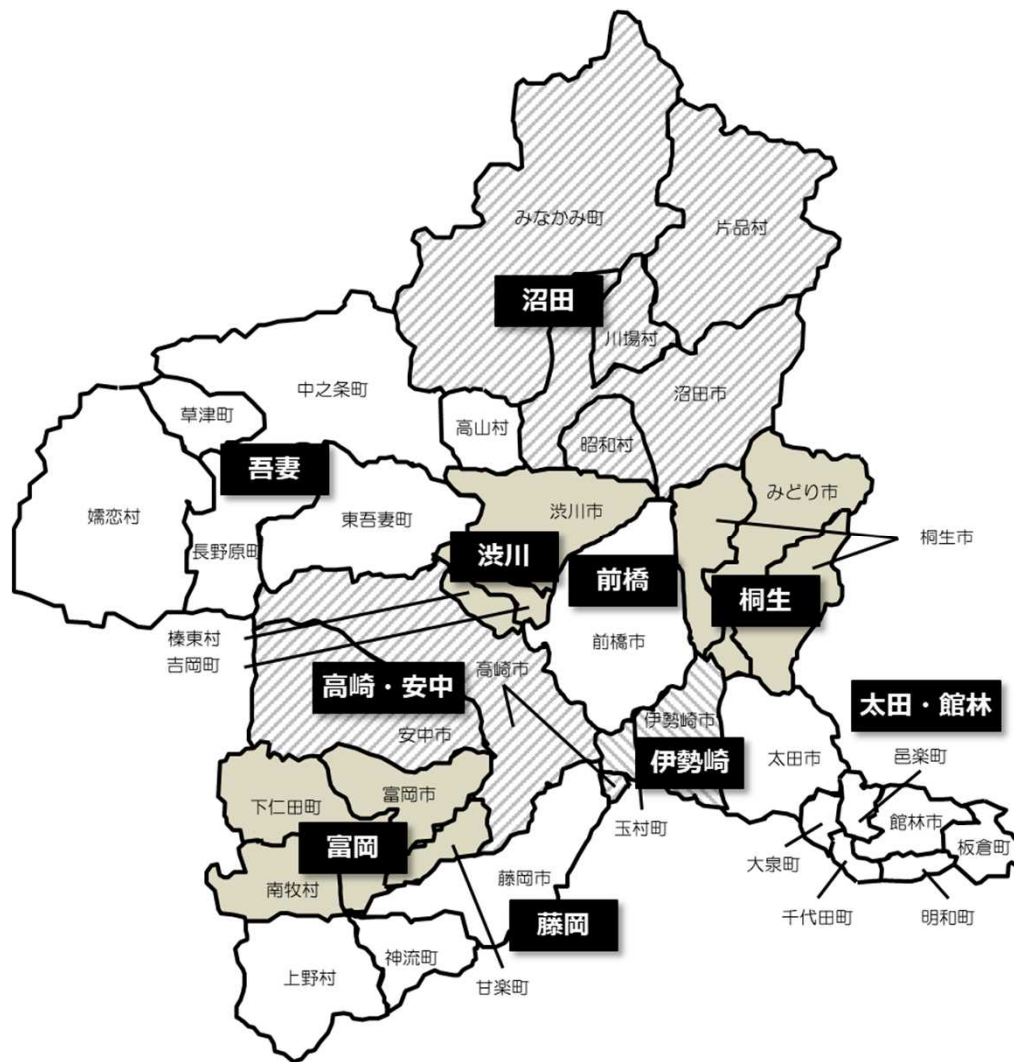 みなかみ町
片品村
沼田
川場村
中之条町
沼田市
草津町
高山村
昭和村
吾妻
みどり市
嬬恋村
渋川市
東吾妻町
長野原町
桐生市
渋川
前橋
桐生
榛東村
前橋市
吉岡町
高崎市
高崎・安中
太田・館林
伊勢崎市
安中市
太田市
邑楽町
伊勢崎
富岡市
下仁田町
館林市
玉村町
板倉町
富岡
大泉町
藤岡市
南牧村
千代田町
明和町
藤岡
神流町
上野村
甘楽町